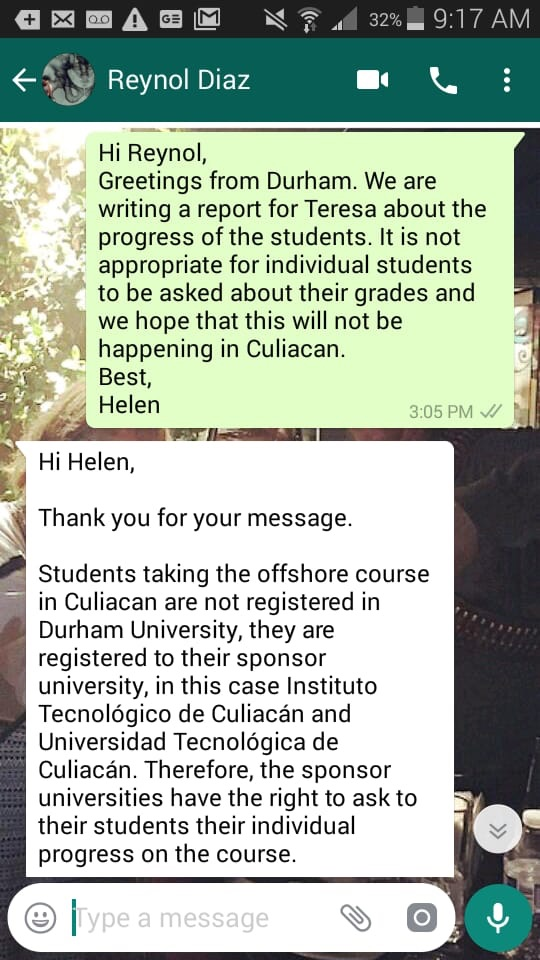 32% 9:17 AM
Reynol Diaz
Hi Reynol,
Greetings from Durham. We are
writing a report for Teresa about the
progress of the students. It is not
appropriate for individual students
to be asked about their grades and
we hope that this will not be
happening in Culiacan.
Best,
Helen
3:05 PM
Hi Helen,
Thank you for your message.
Students taking the offshore course
in Culiacan are not registered in
Durham University, they are
registered to their sponsor
university, in this case Instituto
Tecnológico de Culiacán and
Universidad Tecnológica de
Culiacán. Therefore, the sponsor
universities have the right to ask to
their students their individual
progress on the course.
Type a message